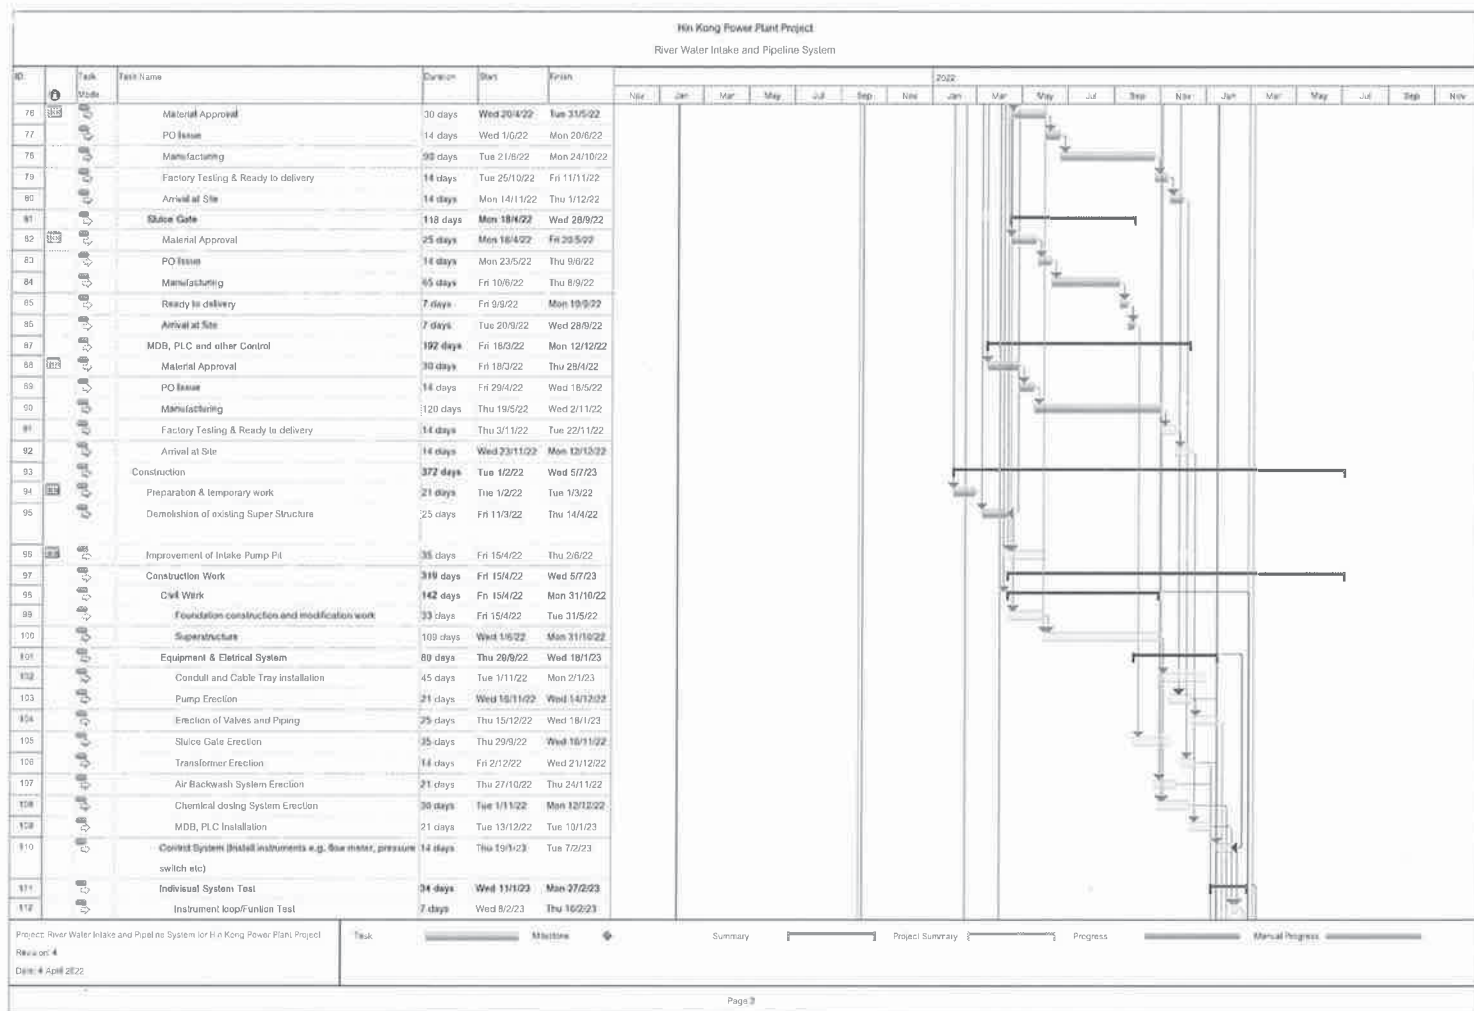 Hin Kong Power Plant Project
River Water Intake and Pipeline System
ID Task Mode Task Name Duration Start Finish 2022
Nov Jan Mar May Jul Sep Nov Jan Mar May Jul Sep Nov Jan Mar May Jul Sep Nov
76 Material Approval 30 days Wed 20/4/22 Tue 31/5/22
77 PO Issue 14 days Wed 1/6/22 Mon 20/6/22
78 Manufacturing 90 days Tue 21/6/22 Mon 24/10/22
79 Factory Testing & Ready to delivery 14 days Tue 25/10/22 Fri 11/11/22
80 Arrival at Site 14 days Mon 14/11/22 Thu 1/12/22
81 Sluice Gate 118 days Mon 18/4/22 Wed 28/9/22
82 Material Approval 25 days Mon 18/4/22 Fri 20/5/22
83 PO Issue 14 days Mon 23/5/22 Thu 9/6/22
84 Manufacturing 65 days Fri 10/6/22 Thu 8/9/22
85 Ready to delivery 7 days Fri 9/9/22 Mon 19/9/22
86 Arrival at Site 7 days Tue 20/9/22 Wed 28/9/22
87 MDB, PLC and other Control 192 days Fri 18/3/22 Mon 12/12/22
88 Material Approval 30 days Fri 18/3/22 Thu 28/4/22
89 PO Issue 14 days Fri 29/4/22 Wed 18/5/22
90 Manufacturing 120 days Thu 19/5/22 Wed 2/11/22
91 Factory Testing & Ready to delivery 14 days Thu 3/11/22 Tue 22/11/22
92 Arrival at Site 14 days Wed 23/11/22 Mon 12/12/22
93 Construction 372 days Tue 1/2/22 Wed 5/7/23
94 Preparation & temporary work 21 days Tue 1/2/22 Tue 1/3/22
95 Demolishion of existing Super Structure 25 days Fri 11/3/22 Thu 14/4/22
96 Improvement of Intake Pump Pit 35 days Fri 15/4/22 Thu 2/6/22
97 Construction Work 319 days Fri 15/4/22 Wed 5/7/23
98 Civil Work 142 days Fri 15/4/22 Mon 31/10/22
99 Foundation construction and modification work 33 days Fri 15/4/22 Tue 31/5/22
100 Superstructure 109 days Wed 1/6/22 Mon 31/10/22
101 Equipment & Eletrical System 80 days Thu 29/9/22 Wed 18/1/23
102 Conduit and Cable Tray installation 45 days Tue 1/11/22 Mon 2/1/23
103 Pump Erection 21 days Wed 16/11/22 Wed 14/12/22
104 Erection of Valves and Piping 25 days Thu 15/12/22 Wed 18/1/23
105 Sluice Gate Erection 35 days Thu 29/9/22 Wed 16/11/22
106 Transformer Erection 14 days Fri 2/12/22 Wed 21/12/22
107 Air Backwash System Erection 21 days Thu 27/10/22 Thu 24/11/22
108 Chemical dosing System Erection 30 days Tue 1/11/22 Mon 12/12/22
109 MDB, PLC Installation 21 days Tue 13/12/22 Tue 10/1/23
110 Control System (Install instruments e.g. flow meter, pressure 14 days Thu 19/1/23 Tue 7/2/23
switch etc)
111 Indivisual System Test 34 days Wed 11/1/23 Mon 27/2/23
112 Instrument loop/Funtion Test 7 days Wed 8/2/23 Thu 16/2/23
Project: River Water Intake and Pipeline System for Hin Kong Power Plant Project Task Milestone Summary Project Summary Progress Manual Progress
Revision: 4
Date: 4 April 2022
Page 3